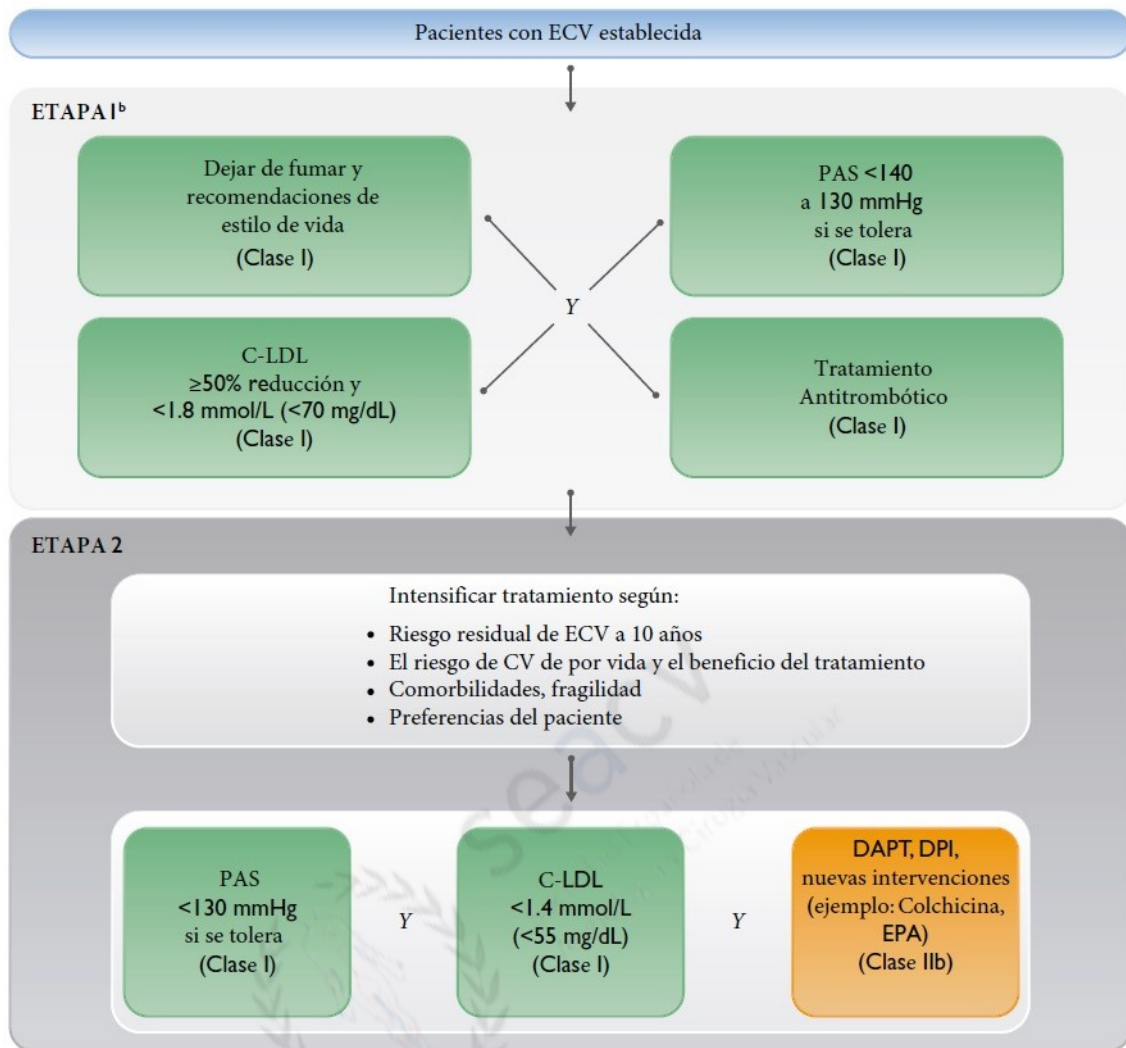 Pacientes con ECV establecida
ETAPA Iᵇ
Dejar de fumar y
recomendaciones de
estilo de vida
(Clase I)
PAS <140
a 130 mmHg
si se tolera
(Clase I)
Y
C-LDL
≥50% reducción y
<1.8 mmol/L (<70 mg/dL)
(Clase I)
Tratamiento
Antitrombótico
(Clase I)
ETAPA 2
Intensificar tratamiento según:
• Riesgo residual de ECV a 10 años
• El riesgo de CV de por vida y el beneficio del tratamiento
• Comorbilidades, fragilidad
• Preferencias del paciente
seacv
PAS
<130 mmHg
si se tolera
(Clase I)
Y
C-LDL
<1.4 mmol/L
(<55 mg/dL)
(Clase I)
Y
DAPT, DPI,
nuevas intervenciones
(ejemplo: Colchicina,
EPA)
(Clase IIb)